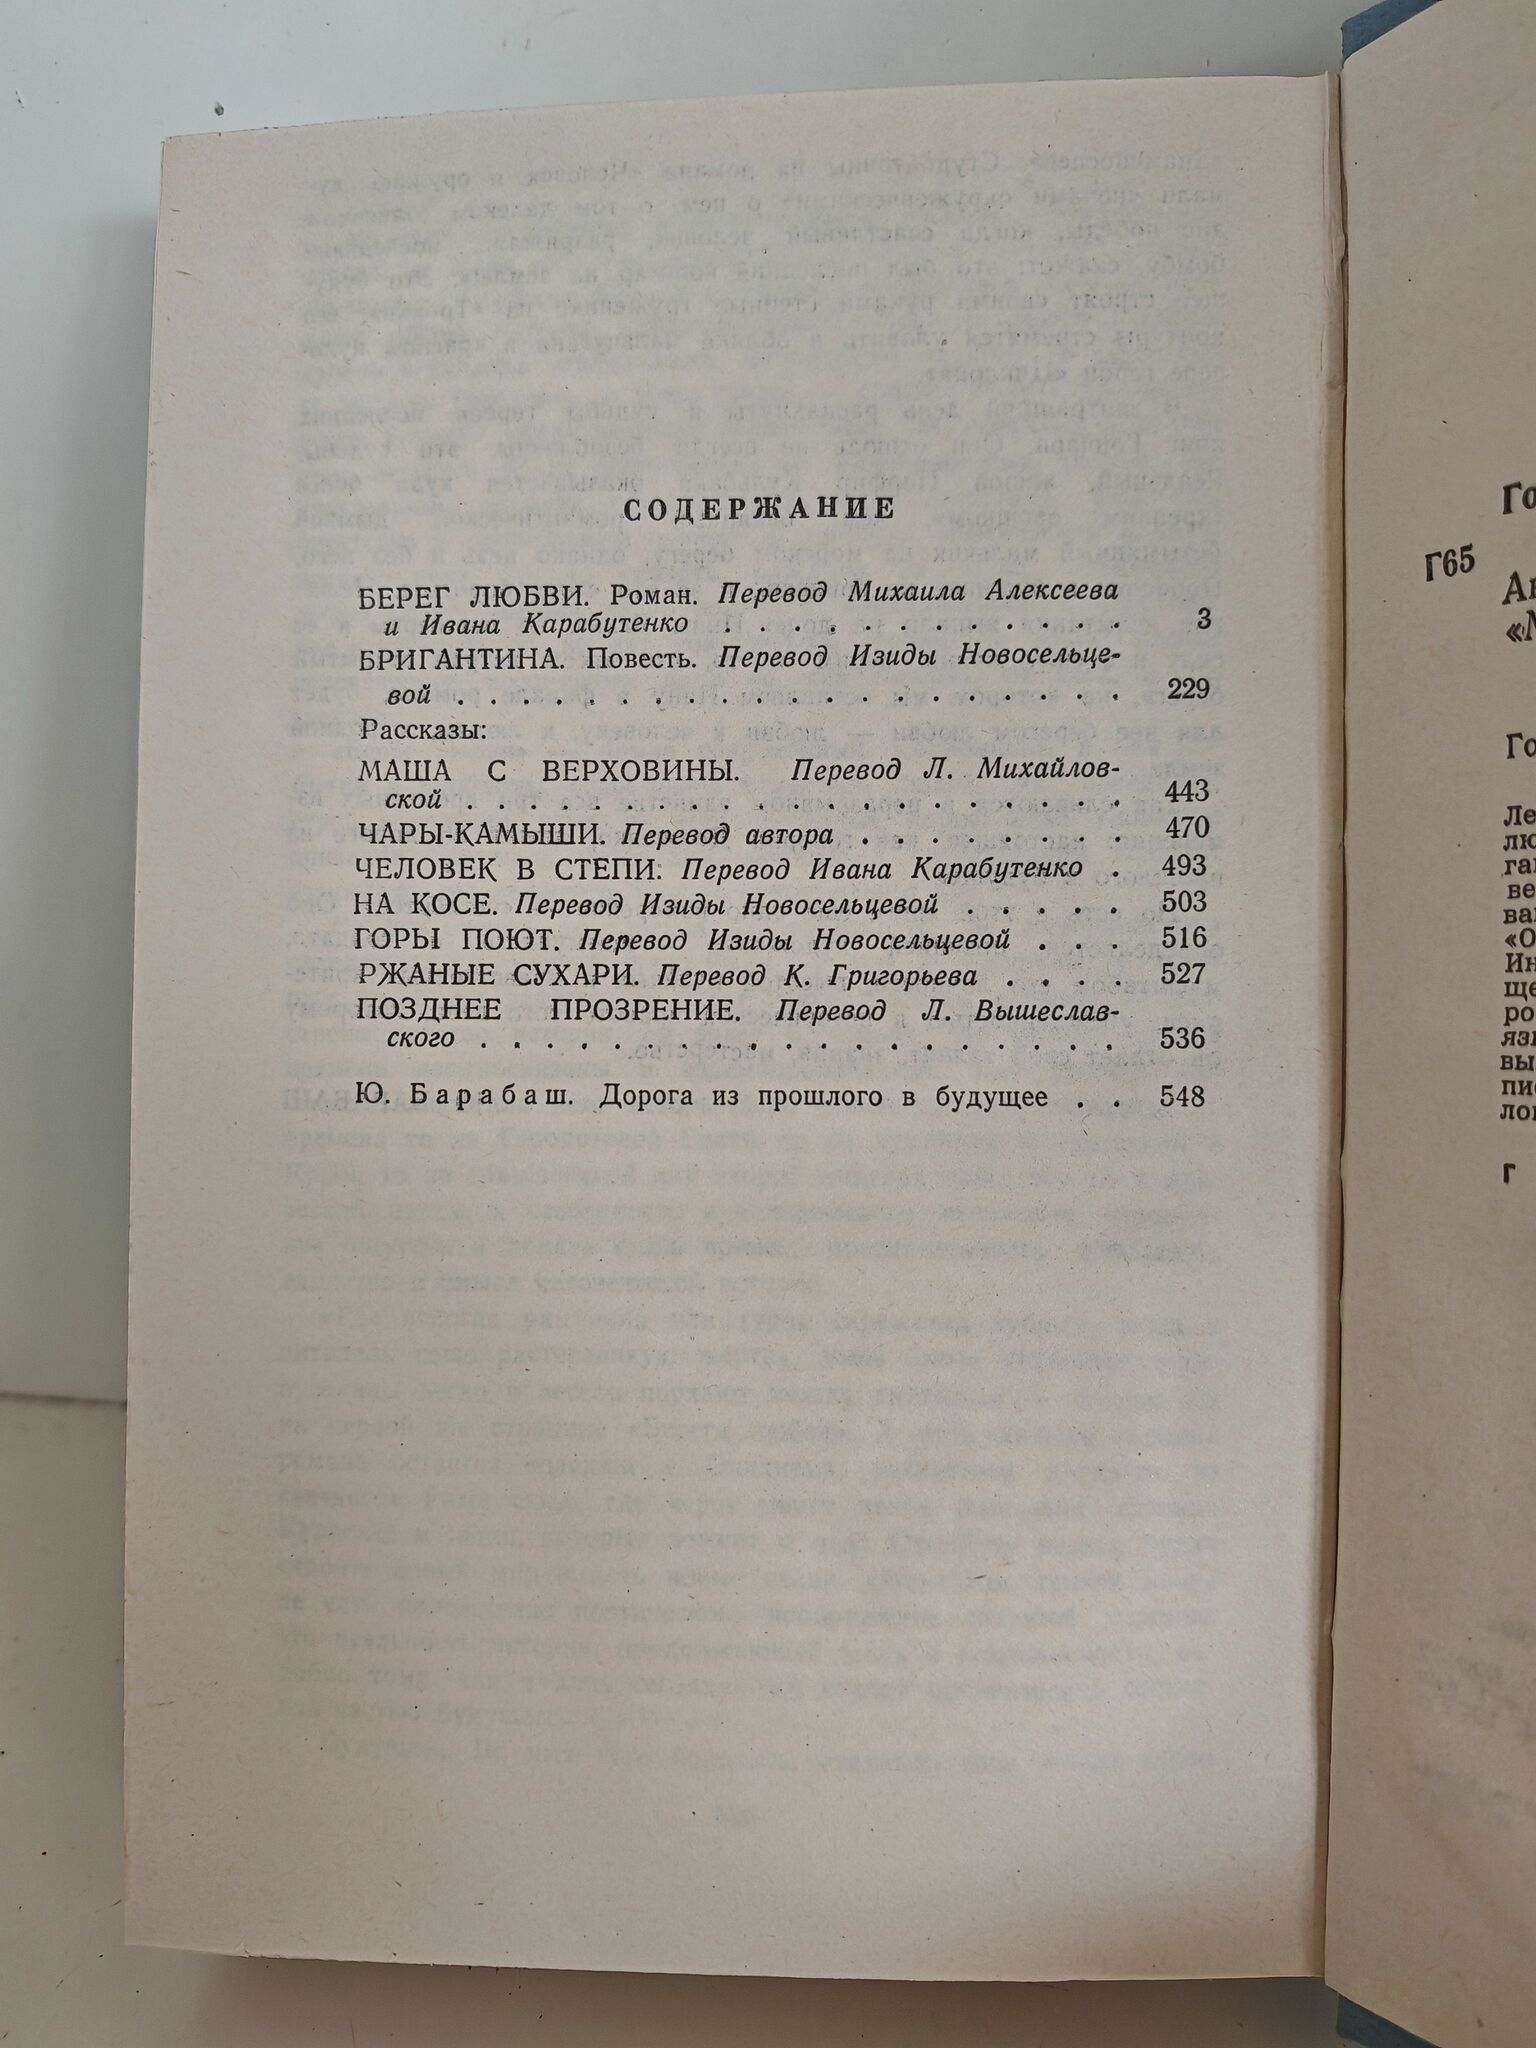 СОДЕРЖАНИЕ
БЕРЕГ ЛЮБВИ. Роман. Перевод Михаила Алексеева
и Ивана Карабутенко . . . . . . . . . . . . 3
БРИГАНТИНА. Повесть. Перевод Изиды Новосельце-
вой . . . . . . . . . . . . . . . . . . . . 229
Рассказы:
МАША С ВЕРХОВИНЫ. Перевод Л. Михайлов-
ской . . . . . . . . . . . . . . . . . . . 443
ЧАРЫ-КАМЫШИ. Перевод автора . . . . . . . . 470
ЧЕЛОВЕК В СТЕПИ. Перевод Ивана Карабутенко . 493
НА КОСЕ. Перевод Изиды Новосельцевой . . . . . 503
ГОРЫ ПОЮТ. Перевод Изиды Новосельцевой . . . 516
РЖАНЫЕ СУХАРИ. Перевод К. Григорьева . . . . 527
ПОЗДНЕЕ ПРОЗРЕНИЕ. Перевод Л. Вышеслав-
ского . . . . . . . . . . . . . . . . . . . 536
Ю. Барабаш. Дорога из прошлого в будущее . . 548
Г65